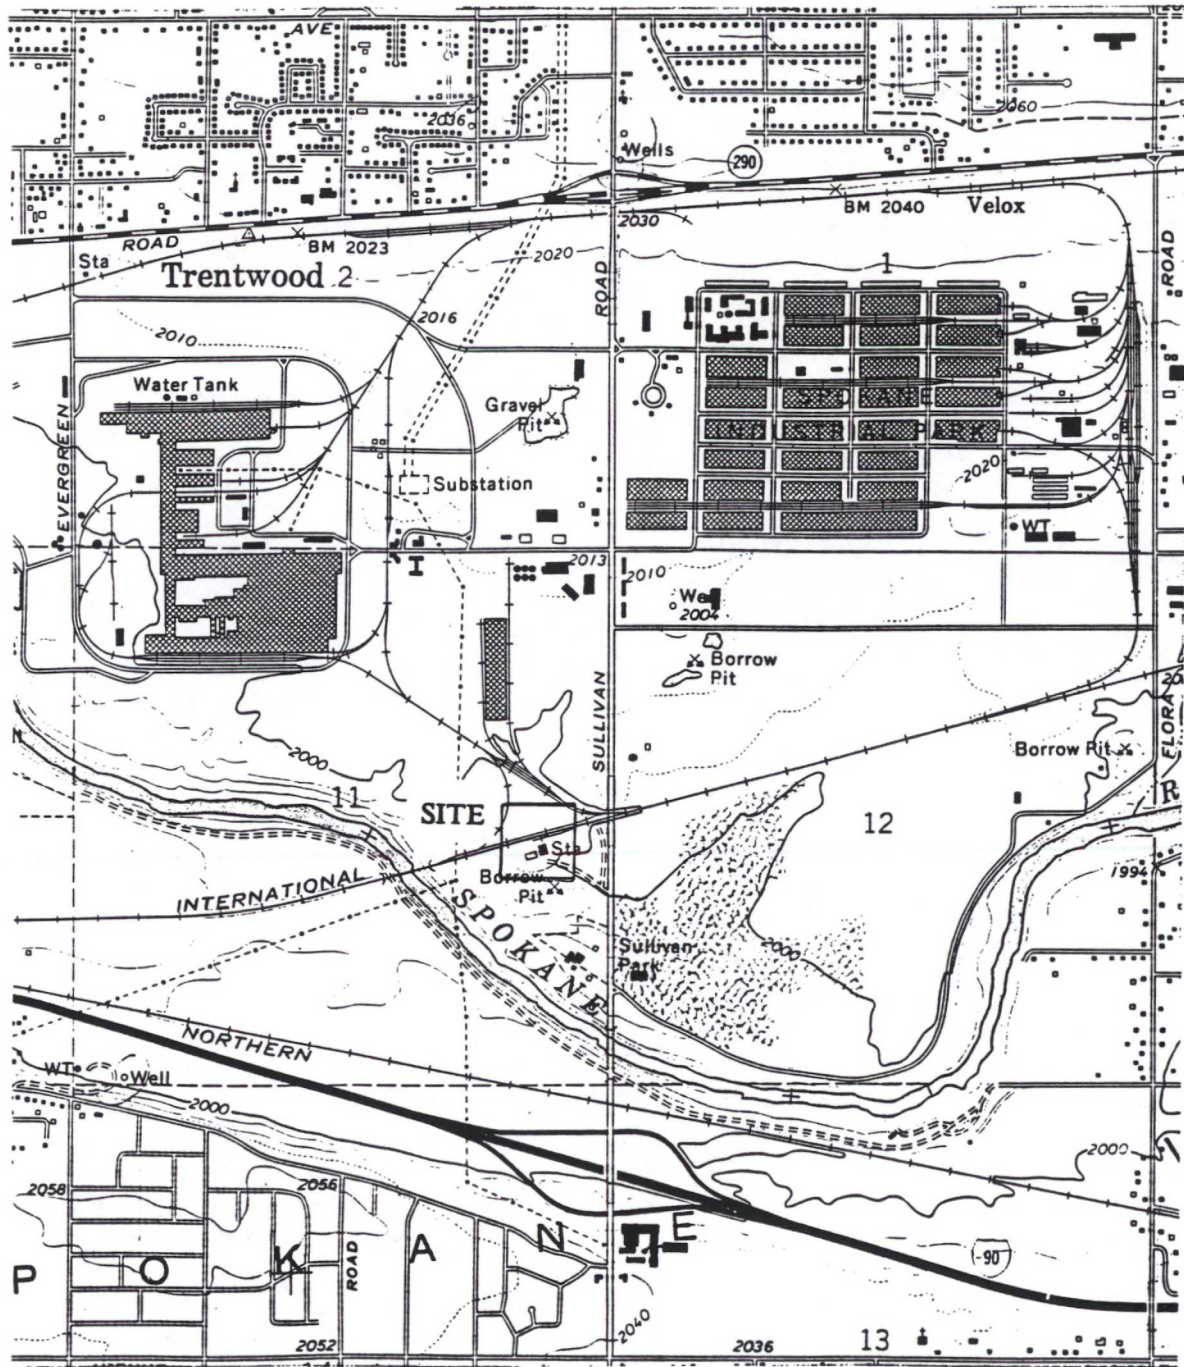 AVE
2036
2060
Wells
290
BM 2040
Velox
ROAD
BM 2023
2030
Sta
2020
Trentwood 2
ROAD
1
ROAD
2010
2016
Water Tank
Gravel
Pit
SPOKANE
INDUSTRIAL PARK
EVERGREEN
Substation
2020
WT
2013
2010
Well
2004
Borrow
Pit
SULLIVAN
2000
Borrow Pit
FLORA
11
SITE
12
R
Sta
1994
INTERNATIONAL
Borrow
Pit
SPOKANE
Sullivan
Park
2000
NORTHERN
WT
Well
2000
2000
2058
2056
P O K A N E
ROAD
90
2040
2052
2036
13